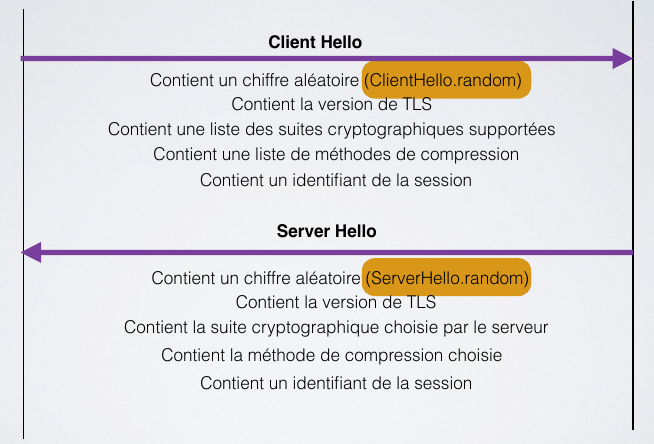 Client Hello
Contient un chiffre aléatoire (ClientHello.random)
Contient la version de TLS
Contient une liste des suites cryptographiques supportées
Contient une liste de méthodes de compression
Contient un identifiant de la session
Server Hello
Contient un chiffre aléatoire (ServerHello.random)
Contient la version de TLS
Contient la suite cryptographique choisie par le serveur
Contient la méthode de compression choisie
Contient un identifiant de la session